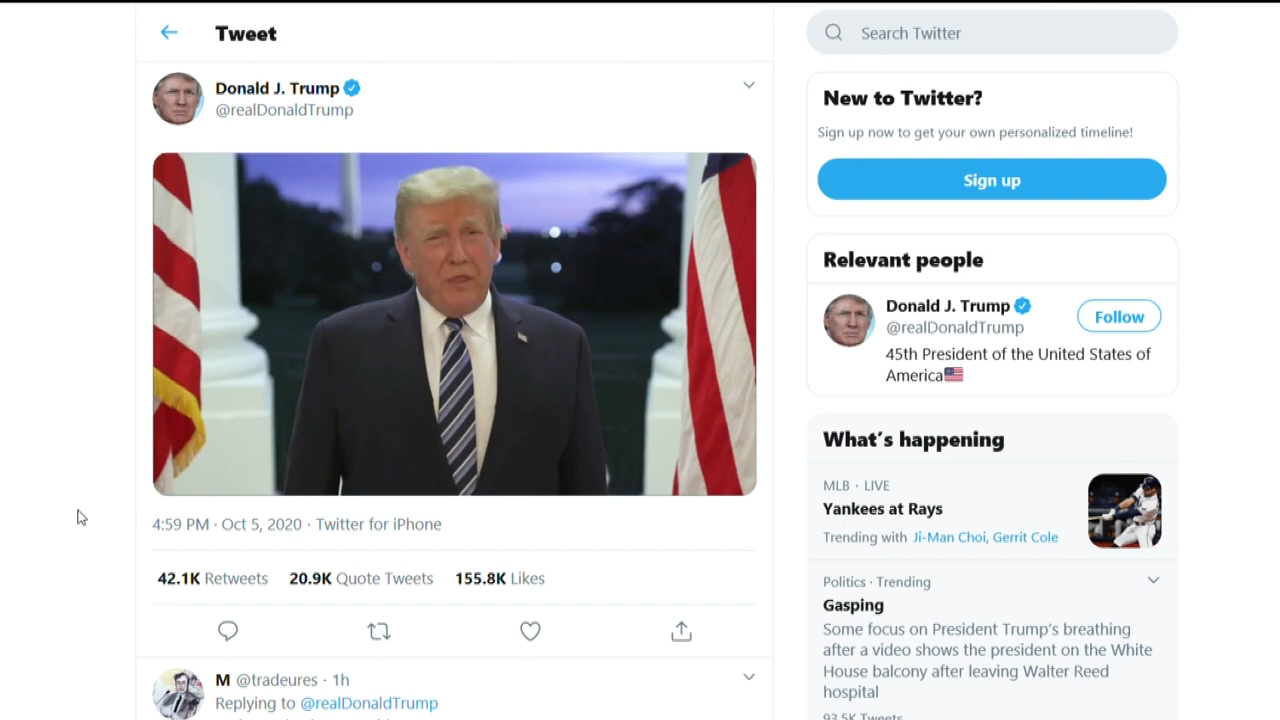 Tweet
Donald J. Trump
@realDonaldTrump
4:59 PM · Oct 5, 2020 · Twitter for iPhone
42.1K Retweets 20.9K Quote Tweets 155.8K Likes
M @tradeures · 1h
Replying to @realDonaldTrump
Search Twitter
New to Twitter?
Sign up now to get your own personalized timeline!
Sign up
Relevant people
Donald J. Trump
@realDonaldTrump
Follow
45th President of the United States of
America
What's happening
MLB · LIVE
Yankees at Rays
Trending with Ji-Man Choi, Gerrit Cole
Politics · Trending
Gasping
Some focus on President Trump's breathing
after a video shows the president on the White
House balcony after leaving Walter Reed
hospital
93.5K Tweets